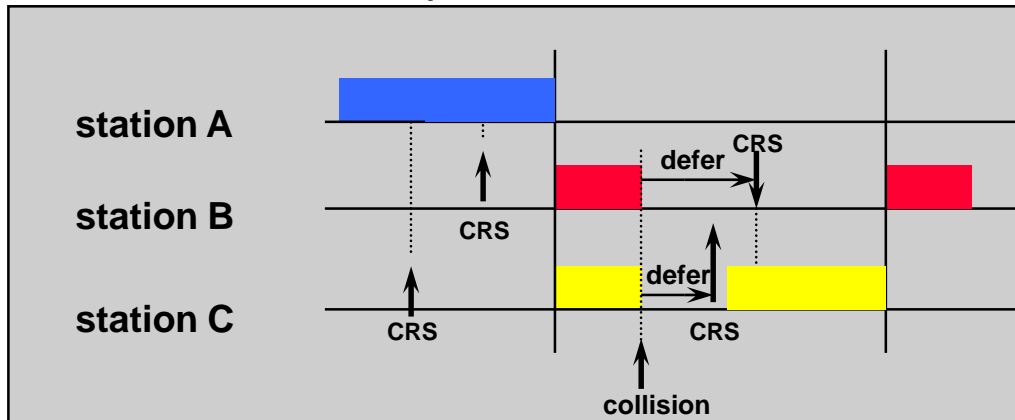 station A
CRS
defer
station B
CRS
defer
station C
CRS
CRS
collision